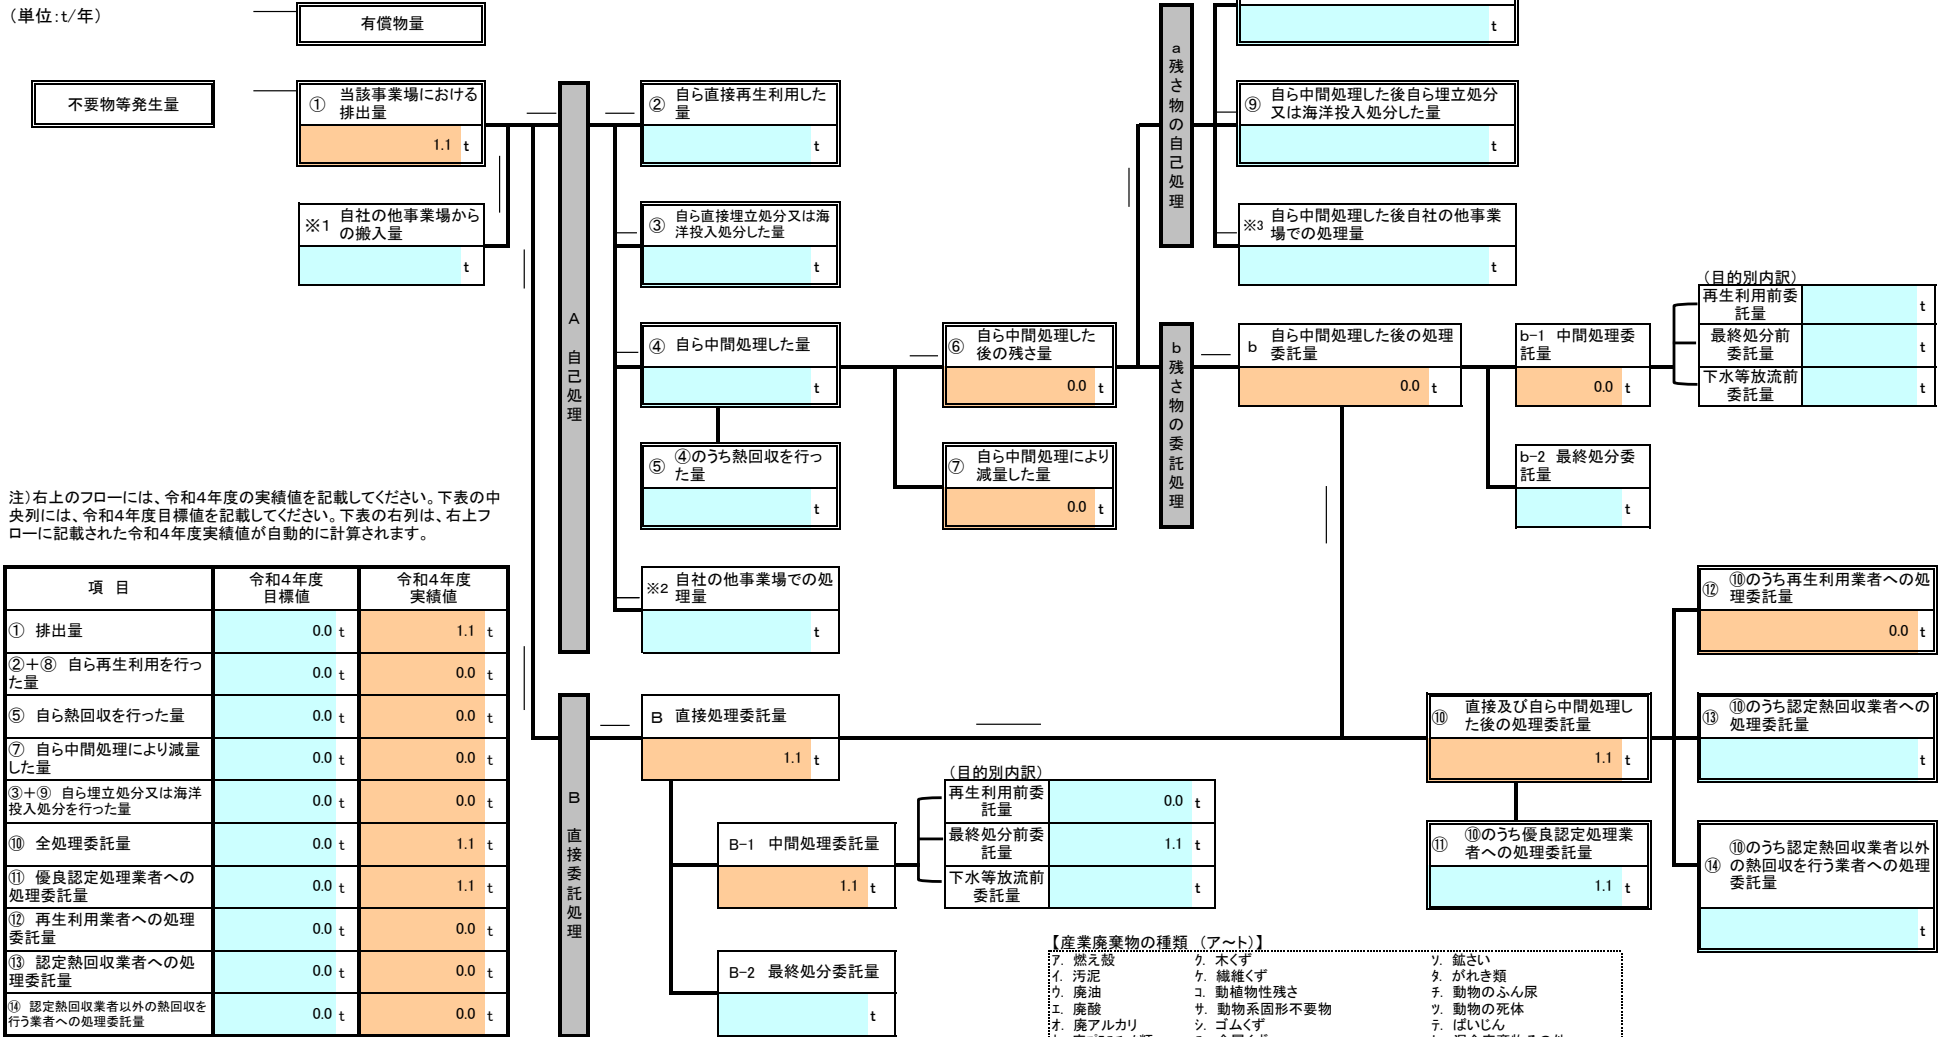 (単位:t/年)
有償物量
t
不要物等発生量
① 当該事業場における
排出量
1.1 t
※1 自社の他事業場から
の搬入量
t
A 自己処理
② 自ら直接再生利用した
量
t
③ 自ら直接埋立処分又は海
洋投入処分した量
t
④ 自ら中間処理した量
t
⑤ ④のうち熱回収を行っ
た量
t
※2 自社の他事業場での処
理量
t
⑥ 自ら中間処理した
後の残さ量
0.0 t
⑦ 自ら中間処理により
減量した量
0.0 t
a 残さ物の自己処理
⑨ 自ら中間処理した後自ら埋立処分
又は海洋投入処分した量
t
※3 自ら中間処理した後自社の他事業
場での処理量
t
b 残さ物の委託処理
b 自ら中間処理した後の処理
委託量
0.0 t
b-1 中間処理委
託量
0.0 t
b-2 最終処分委
託量
t
(目的別内訳)
再生利用前委
託量
t
最終処分前
委託量
t
下水等放流前
委託量
t
注)右上のフローには、令和4年度の実績値を記載してください。下表の中
央列には、令和4年度目標値を記載してください。下表の右列は、右上フ
ローに記載された令和4年度実績値が自動的に計算されます。
項 目 令和4年度
目標値 令和4年度
実績値
① 排出量 0.0 t 1.1 t
②+⑧ 自ら再生利用を行っ
た量 0.0 t 0.0 t
⑤ 自ら熱回収を行った量 0.0 t 0.0 t
⑦ 自ら中間処理により減量
した量 0.0 t 0.0 t
③+⑨ 自ら埋立処分又は海洋
投入処分を行った量 0.0 t 0.0 t
⑩ 全処理委託量 0.0 t 1.1 t
⑪ 優良認定処理業者への
処理委託量 0.0 t 1.1 t
⑫ 再生利用業者への処理
委託量 0.0 t 0.0 t
⑬ 認定熱回収業者への処
理委託量 0.0 t 0.0 t
⑭ 認定熱回収業者以外の熱回収を
行う業者への処理委託量 0.0 t 0.0 t
B 直接委託処理
B 直接処理委託量
1.1 t
B-1 中間処理委託量
1.1 t
B-2 最終処分委託量
t
(目的別内訳)
再生利用前委
託量
0.0 t
最終処分前委
託量
1.1 t
下水等放流前
委託量
t
⑩ 直接及び自ら中間処理し
た後の処理委託量
1.1 t
⑪ ⑩のうち優良認定処理業
者への処理委託量
1.1 t
⑫ ⑩のうち再生利用業者への処
理委託量
0.0 t
⑬ ⑩のうち認定熱回収業者への
処理委託量
t
⑭ ⑩のうち認定熱回収業者以外
の熱回収を行う業者への処理
委託量
t
【産業廃棄物の種類 (ア~ト)】
ア. 燃え殻 ク. 木くず ソ. 鉱さい
イ. 汚泥 ケ. 繊維くず タ. がれき類
ウ. 廃油 コ. 動植物性残さ チ. 動物のふん尿
エ. 廃酸 サ. 動物系固形不要物 ツ. 動物の死体
オ. 廃アルカリ シ. ゴムくず テ. ばいじん